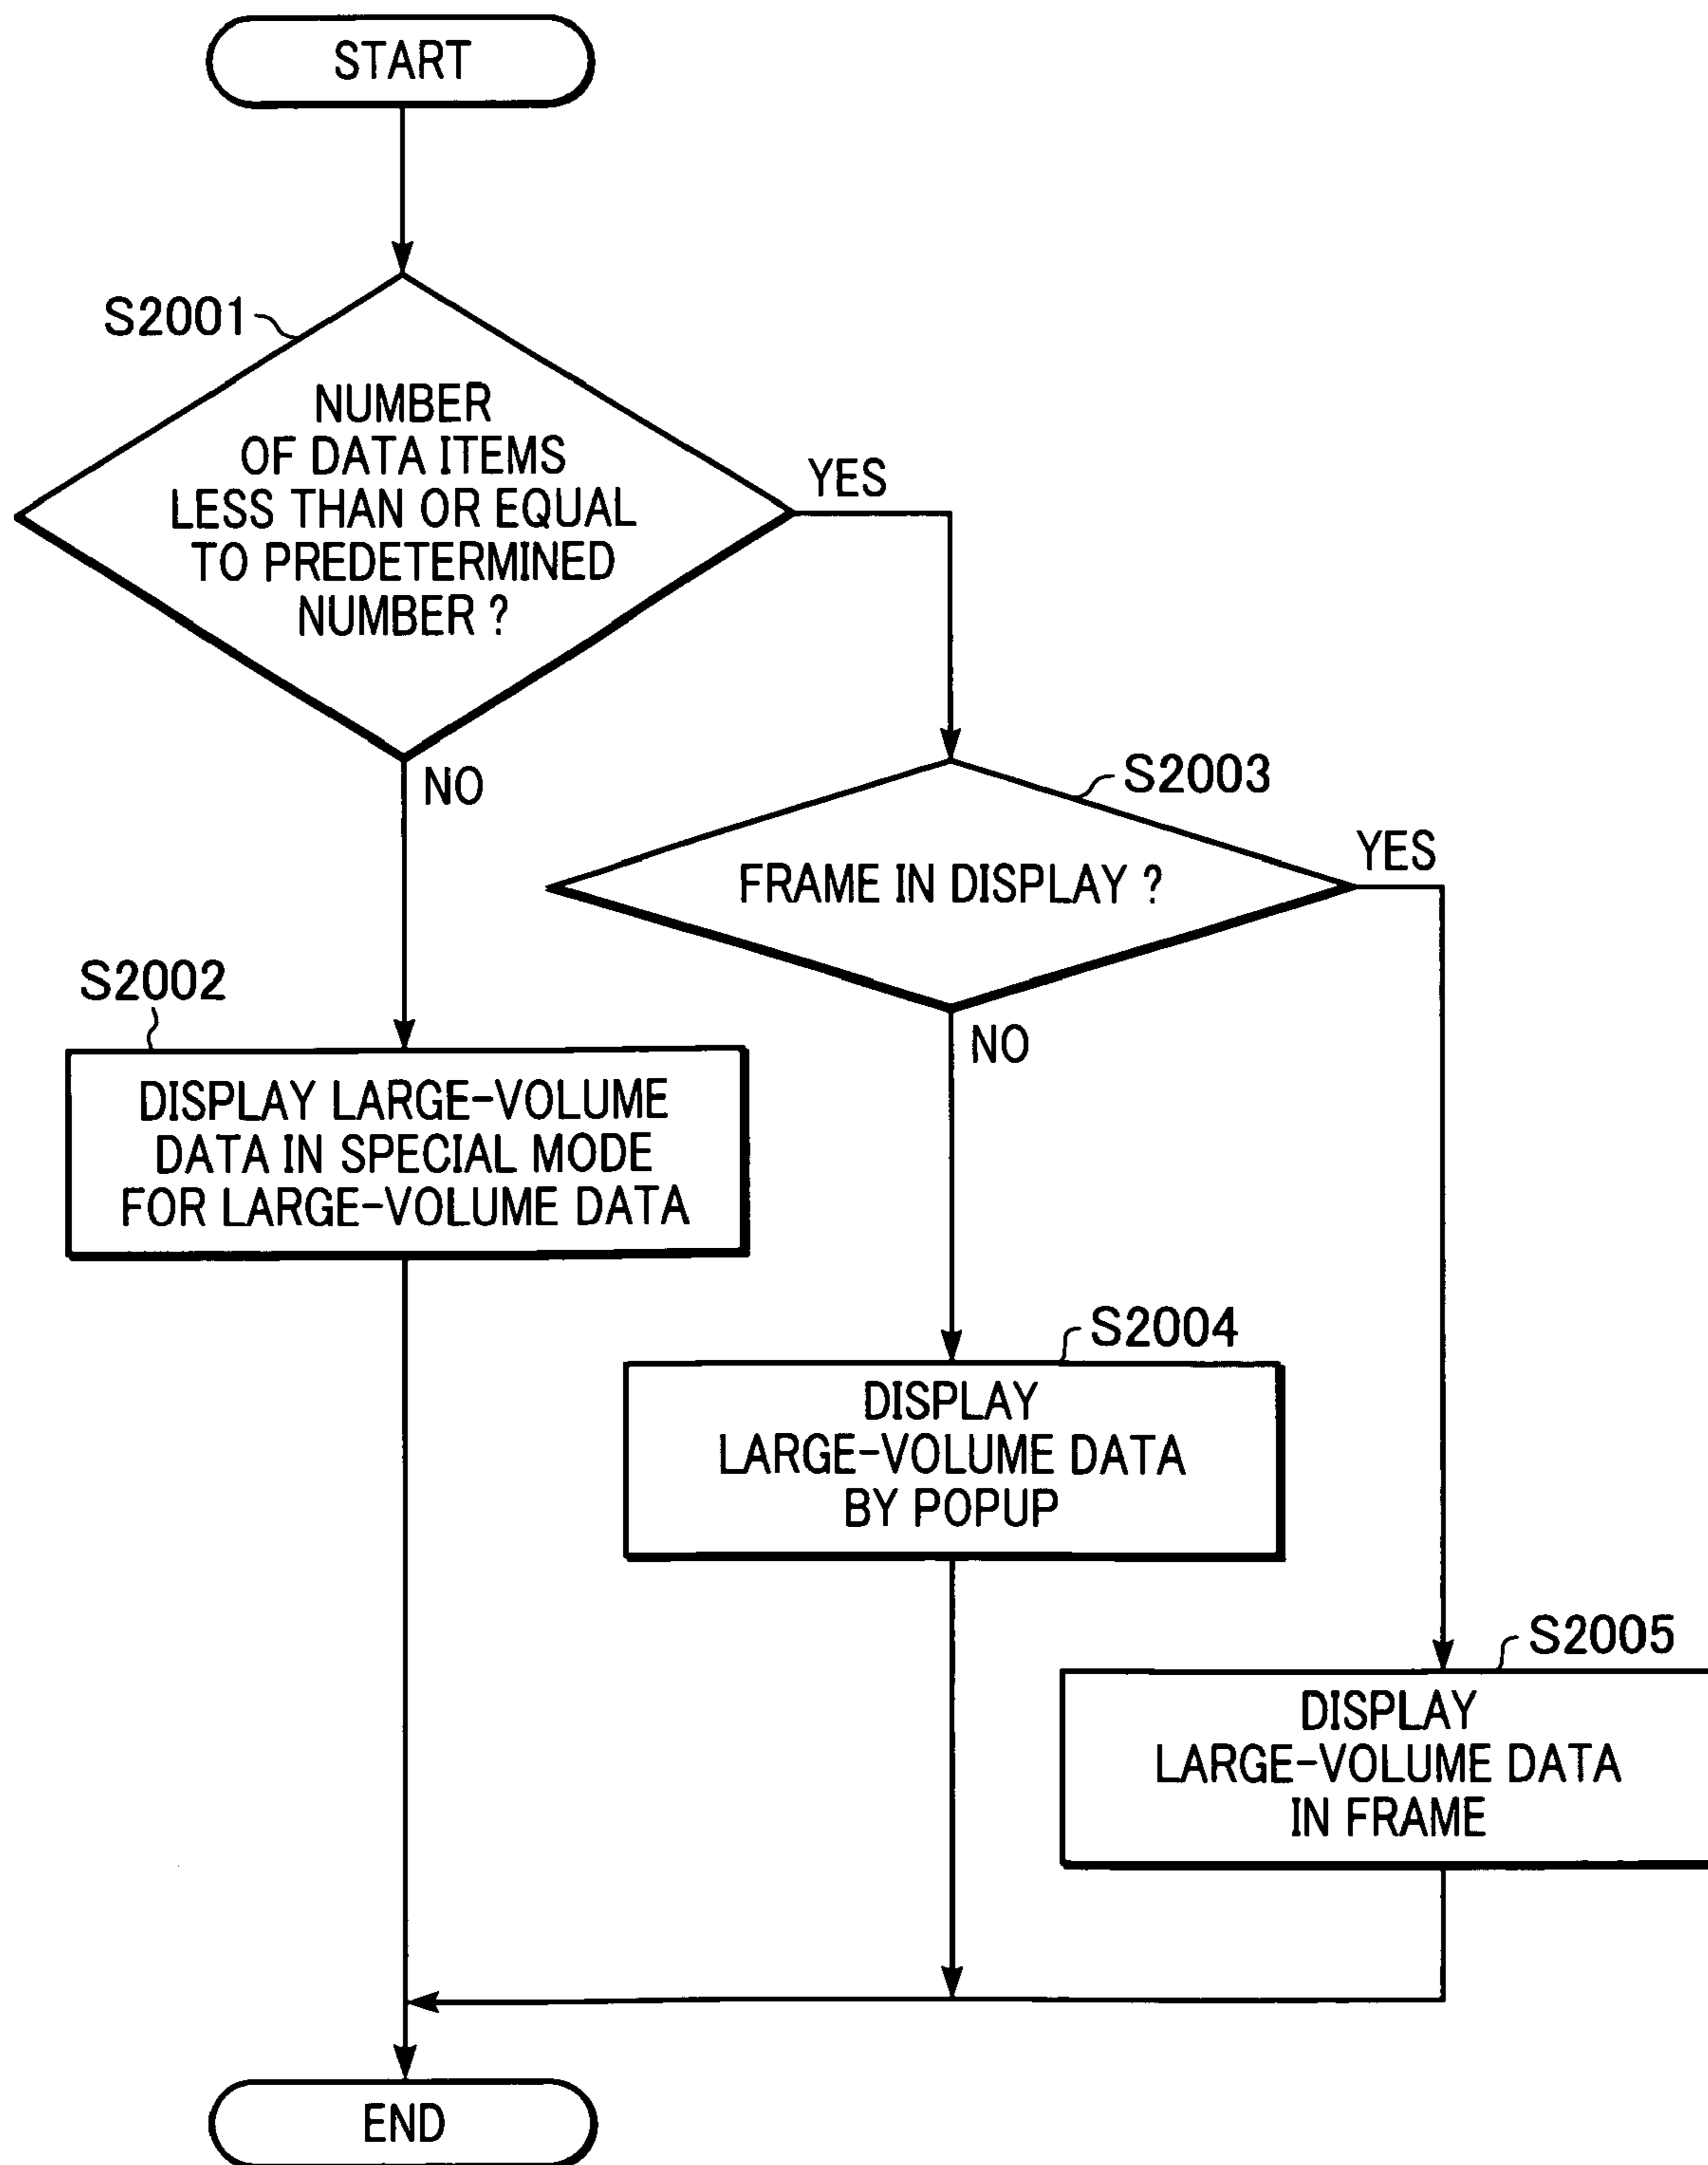 START
S2001
NUMBER
OF DATA ITEMS
LESS THAN OR EQUAL
TO PREDETERMINED
NUMBER ?
YES
NO
S2003
FRAME IN DISPLAY ?
YES
NO
S2002
DISPLAY LARGE-VOLUME
DATA IN SPECIAL MODE
FOR LARGE-VOLUME DATA
S2004
DISPLAY
LARGE-VOLUME DATA
BY POPUP
S2005
DISPLAY
LARGE-VOLUME DATA
IN FRAME
END